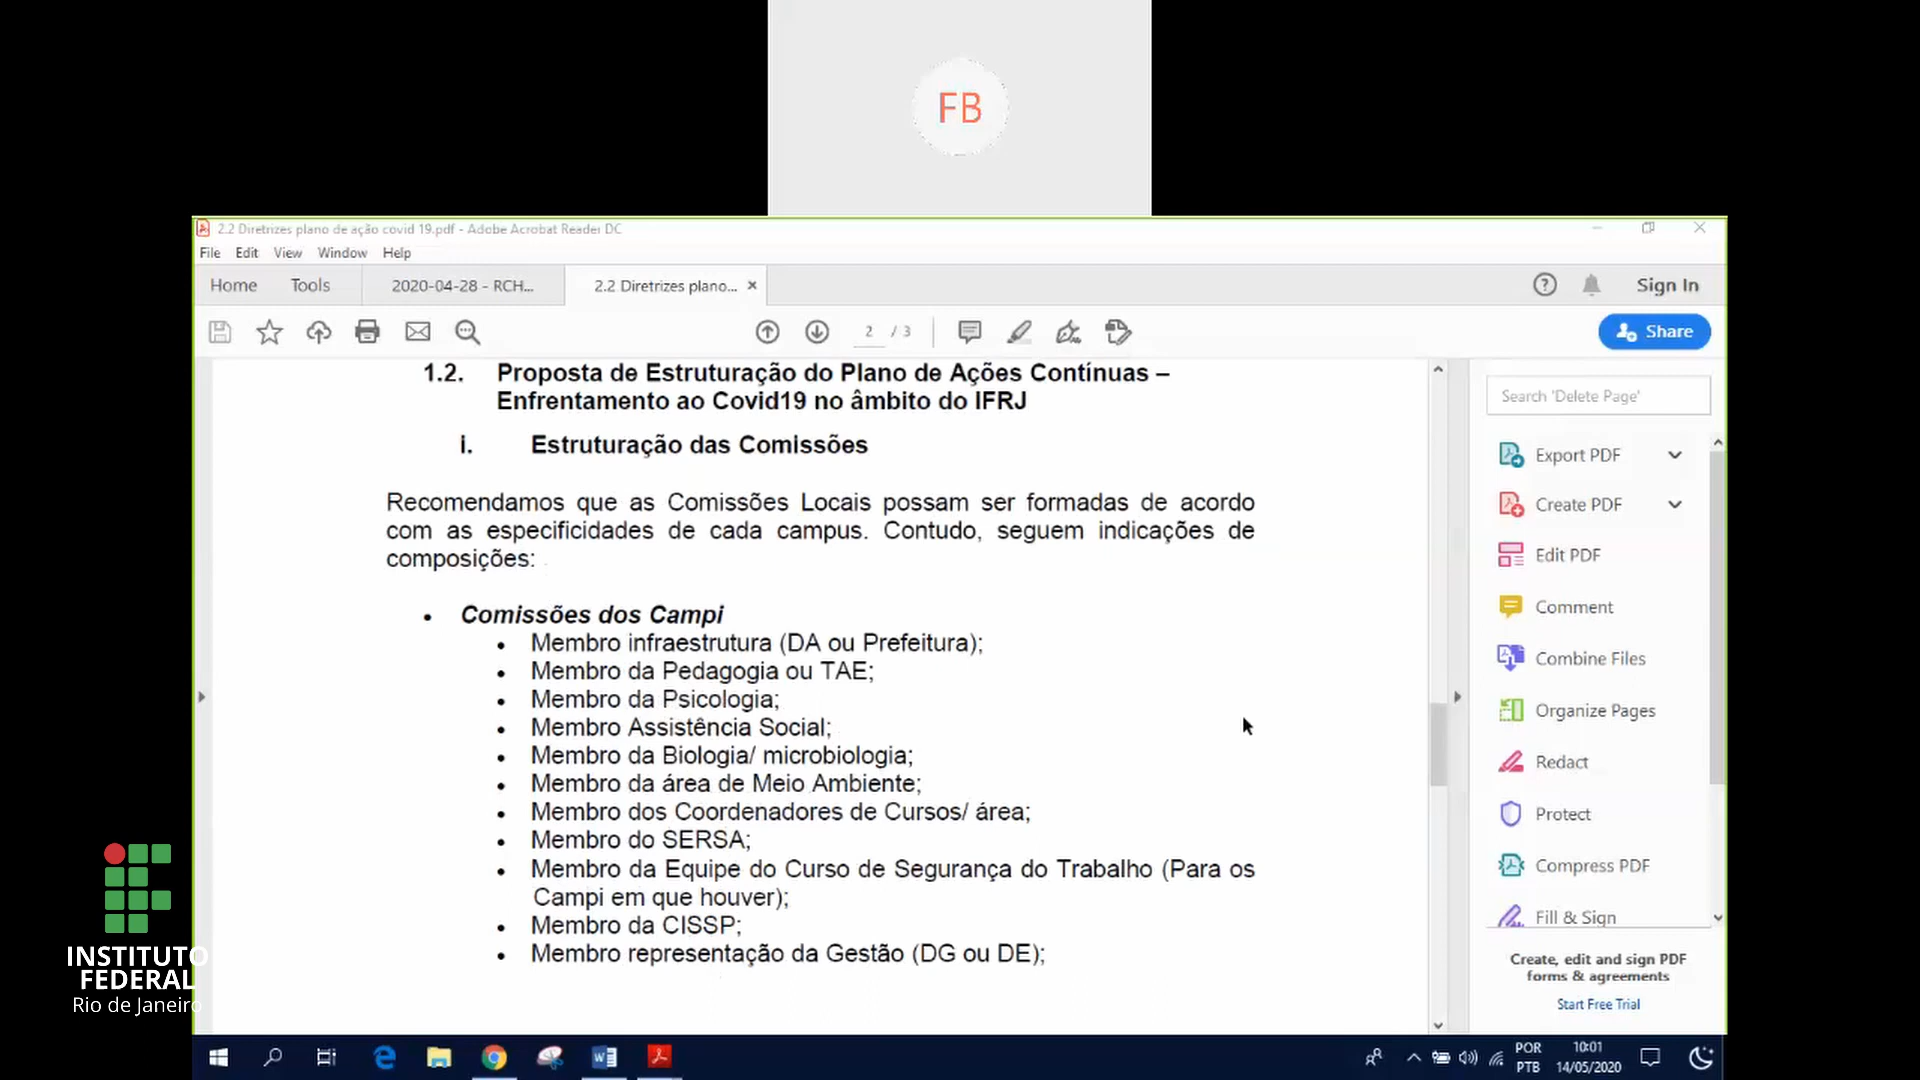 FB
2.2 Diretrizes plano de ação covid 19.pdf - Adobe Acrobat Reader DC
File Edit View Window Help
Home Tools 2020-04-28 - RCH... 2.2 Diretrizes plano... × Sign In
2 / 3 Share
1.2. Proposta de Estruturação do Plano de Ações Contínuas –
Enfrentamento ao Covid19 no âmbito do IFRJ
i. Estruturação das Comissões
Recomendamos que as Comissões Locais possam ser formadas de acordo
com as especificidades de cada campus. Contudo, seguem indicações de
composições:
• Comissões dos Campi
• Membro infraestrutura (DA ou Prefeitura);
• Membro da Pedagogia ou TAE;
• Membro da Psicologia;
• Membro Assistência Social;
• Membro da Biologia/ microbiologia;
• Membro da área de Meio Ambiente;
• Membro dos Coordenadores de Cursos/ área;
• Membro do SERSA;
• Membro da Equipe do Curso de Segurança do Trabalho (Para os
Campi em que houver);
• Membro da CISSP;
• Membro representação da Gestão (DG ou DE);
Search 'Delete Page'
Export PDF
Create PDF
Edit PDF
Comment
Combine Files
Organize Pages
Redact
Protect
Compress PDF
Fill & Sign
Create, edit and sign PDF
forms & agreements
Start Free Trial
INSTITUTO
FEDERAL
Rio de Janeiro
POR
PTB
10:01
14/05/2020